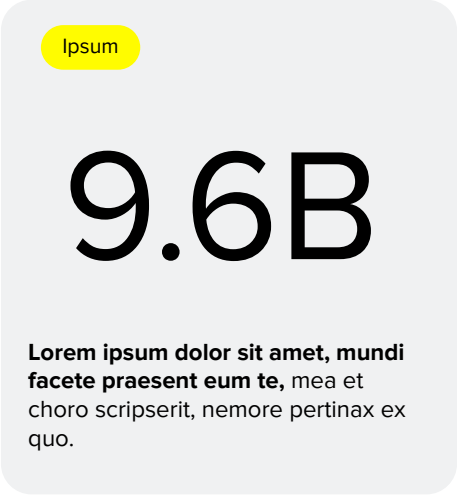 Ipsum
9.6B
Lorem ipsum dolor sit amet, mundi
facete praesent eum te, mea et
choro scripserit, nemore pertinax ex
quo.